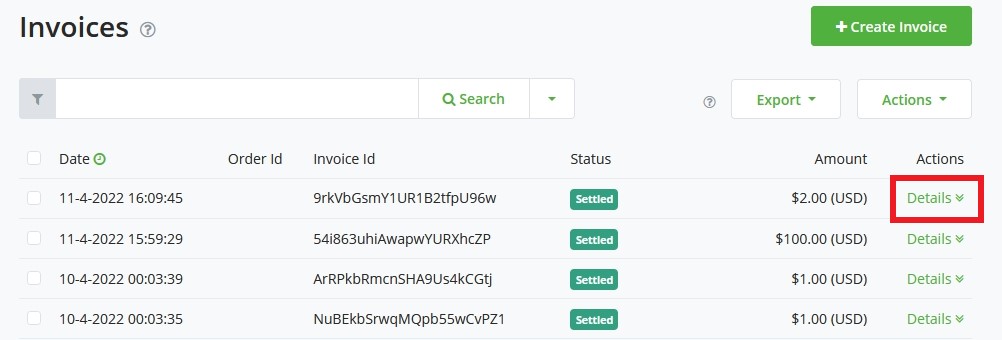 Invoices ?
+ Create Invoice
Search
? Export Actions
Date Order Id Invoice Id Status Amount Actions
11-4-2022 16:09:45 9rkVbGsmY1UR1B2tfpU96w Settled $2.00 (USD) Details
11-4-2022 15:59:29 54i863uhiAwapwYURXhcZP Settled $100.00 (USD) Details
10-4-2022 00:03:39 ArRPkbRmcnSHA9Us4kCGtj Settled $1.00 (USD) Details
10-4-2022 00:03:35 NuBEkbSrwqMQpb55wCvPZ1 Settled $1.00 (USD) Details